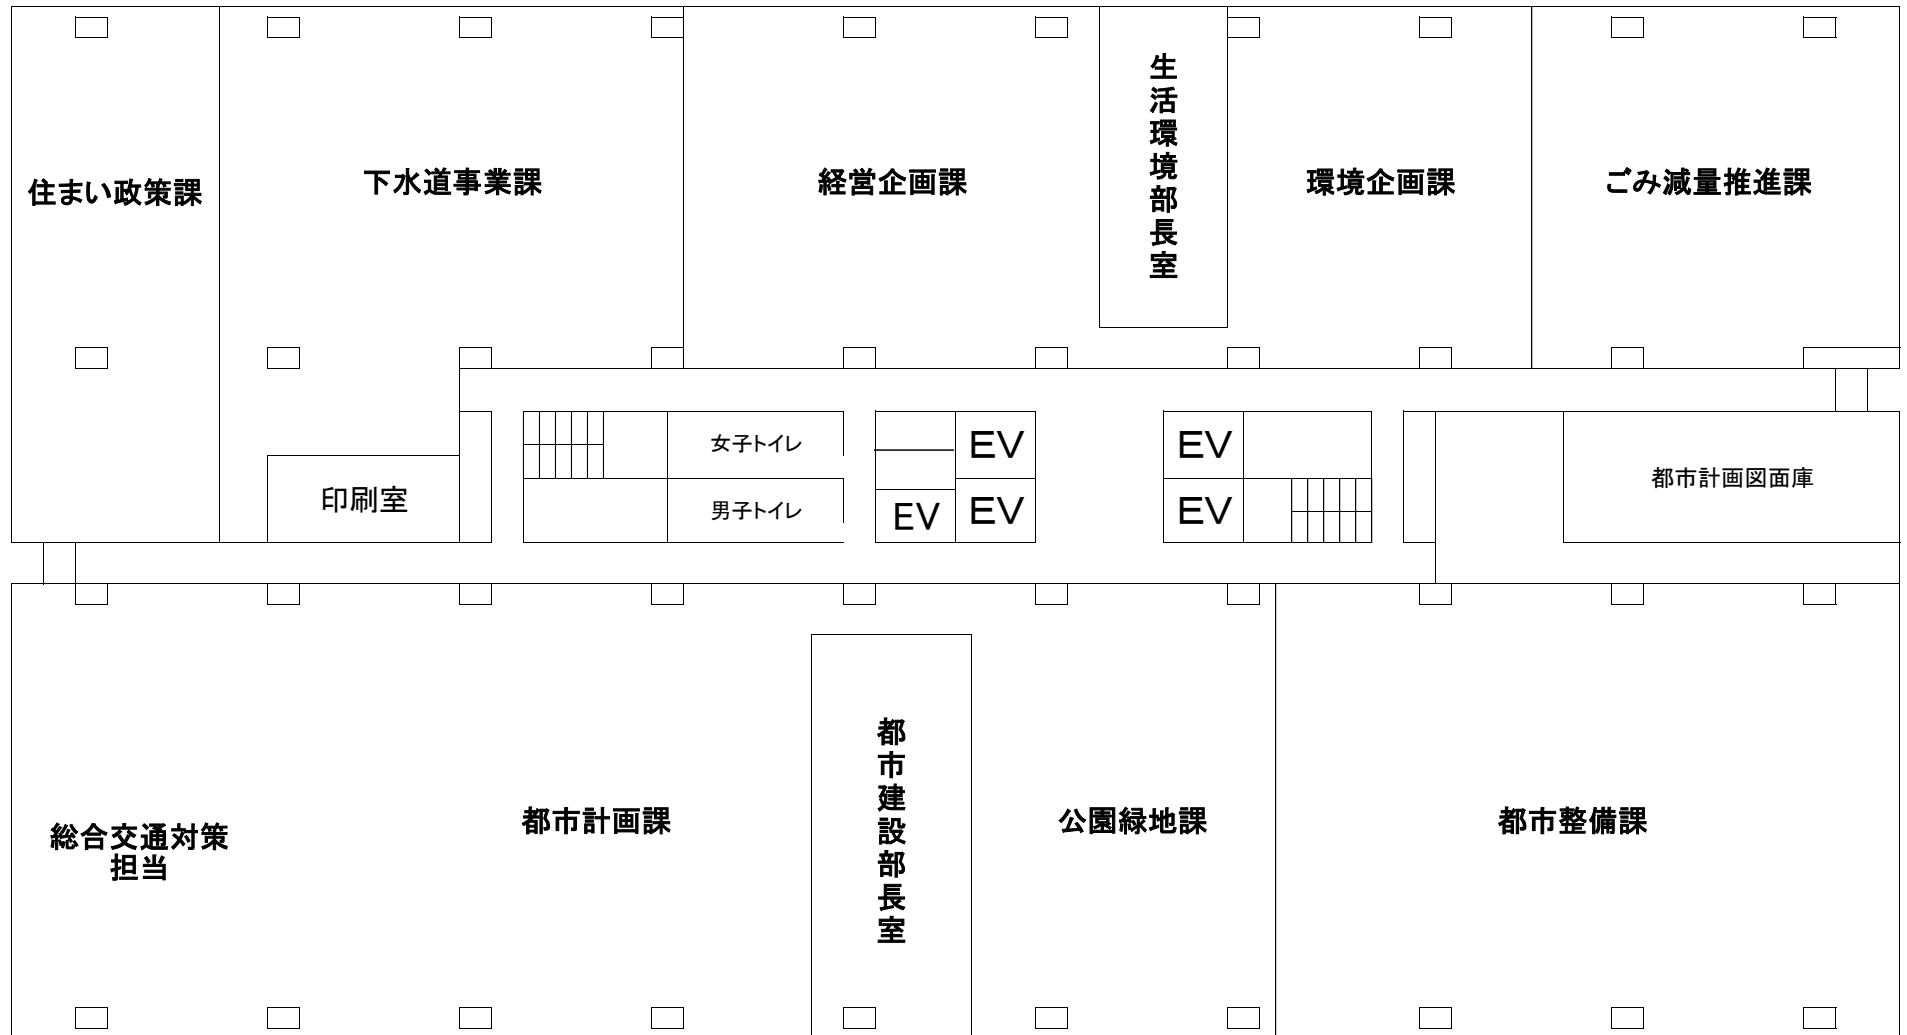 生活環境部長室
住まい政策課
下水道事業課
経営企画課
環境企画課
ごみ減量推進課
女子トイレ
EV
EV
都市計画図面庫
印刷室
男子トイレ
EV
EV
EV
都市建設部長室
総合交通対策
担当
都市計画課
公園緑地課
都市整備課